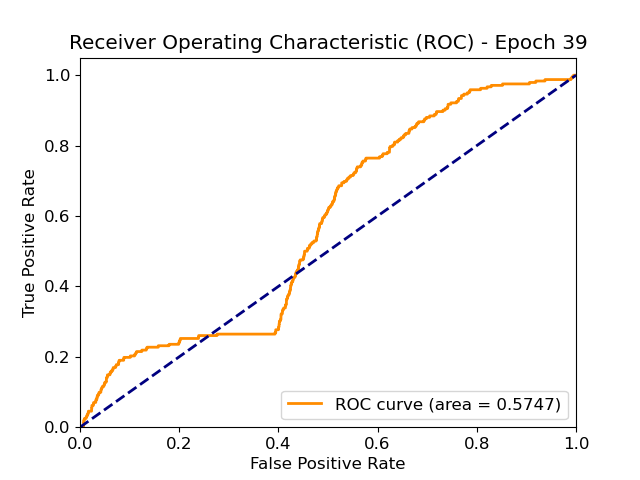 Receiver Operating Characteristic (ROC) - Epoch 39
True Positive Rate
1.0
0.8
0.6
0.4
0.2
0.0
ROC curve (area = 0.5747)
0.0 0.2 0.4 0.6 0.8 1.0
False Positive Rate